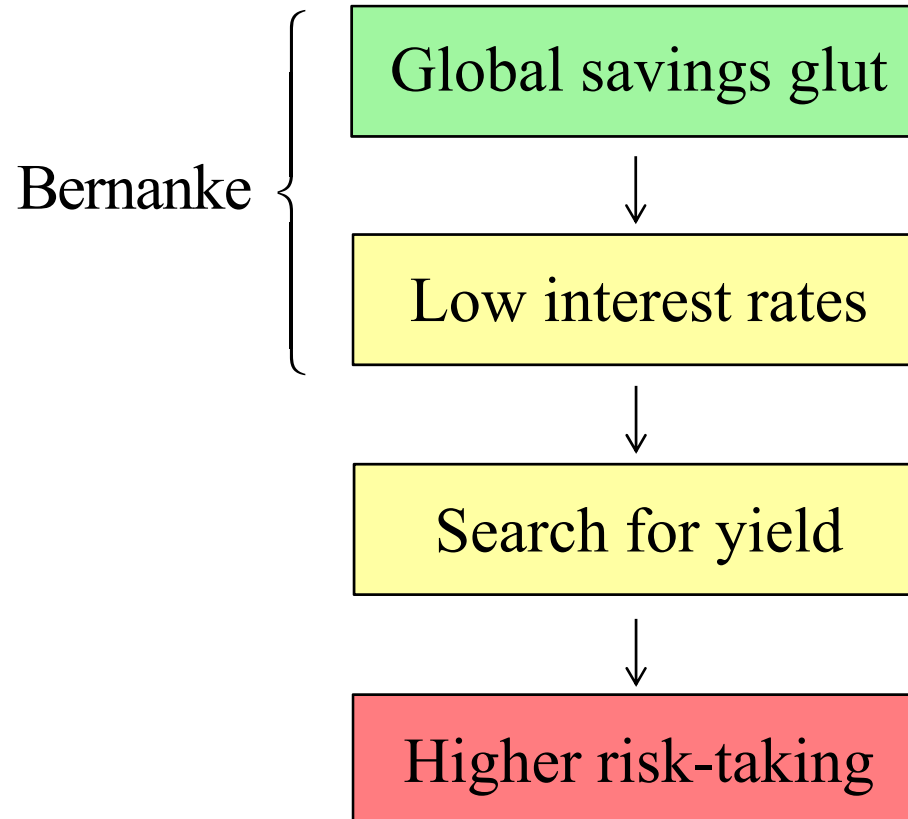 Global savings glut
Bernanke
Low interest rates
Search for yield
Higher risk-taking